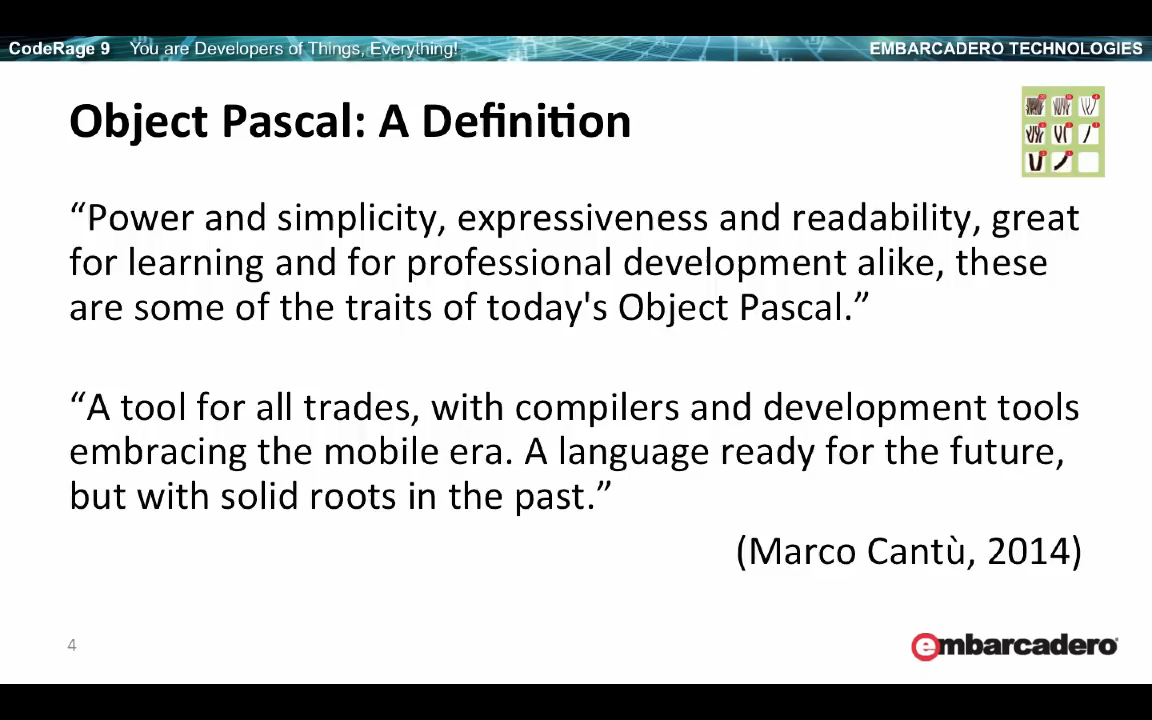 CodeRage 9 You are Developers of Things, Everything!
EMBARCADERO TECHNOLOGIES
Object Pascal: A Definition
“Power and simplicity, expressiveness and readability, great
for learning and for professional development alike, these
are some of the traits of today's Object Pascal.”
“A tool for all trades, with compilers and development tools
embracing the mobile era. A language ready for the future,
but with solid roots in the past.”
(Marco Cantù, 2014)
4
embarcadero